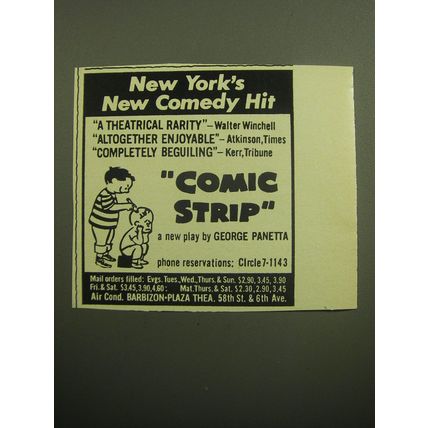 New York's
New Comedy Hit
"A THEATRICAL RARITY"-Walter Winchell
"ALTOGETHER ENJOYABLE"- Atkinson,Times
"COMPLETELY BEGUILING"- Kerr,Tribune
"COMIC
STRIP"
a new play by GEORGE PANETTA
phone reservations: CIrcle 7-1143
Mail orders filled: Evgs. Tues.,Wed.,Thurs. & Sun. $2.90, 3.45, 3.90
Fri. & Sat. $3.45,3.90,4.60: Mat.Thurs. & Sat. $2.30, 2.90, 3.45
Air Cond. BARBIZON-PLAZA THEA. 58th St. & 6th Ave.